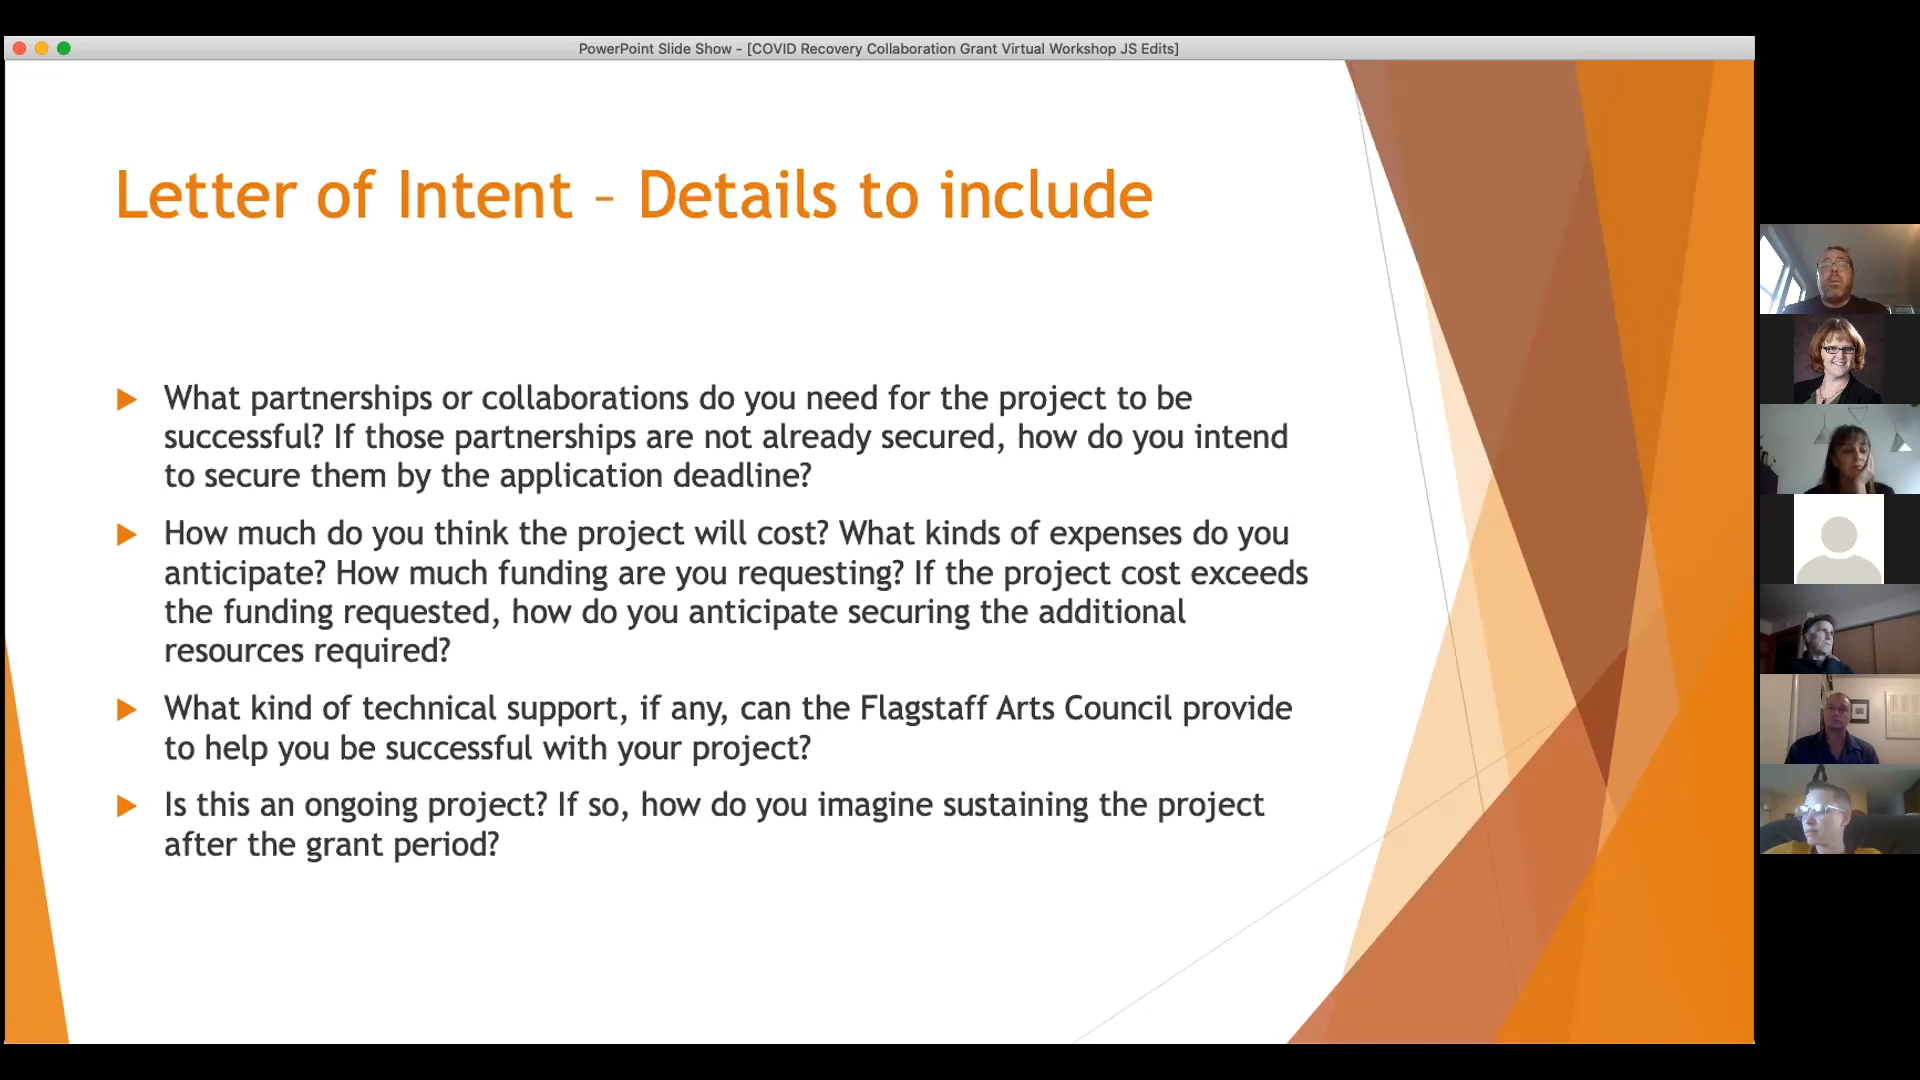 PowerPoint Slide Show - [COVID Recovery Collaboration Grant Virtual Workshop JS Edits]
Letter of Intent – Details to include
What partnerships or collaborations do you need for the project to be
successful? If those partnerships are not already secured, how do you intend
to secure them by the application deadline?
How much do you think the project will cost? What kinds of expenses do you
anticipate? How much funding are you requesting? If the project cost exceeds
the funding requested, how do you anticipate securing the additional
resources required?
What kind of technical support, if any, can the Flagstaff Arts Council provide
to help you be successful with your project?
Is this an ongoing project? If so, how do you imagine sustaining the project
after the grant period?